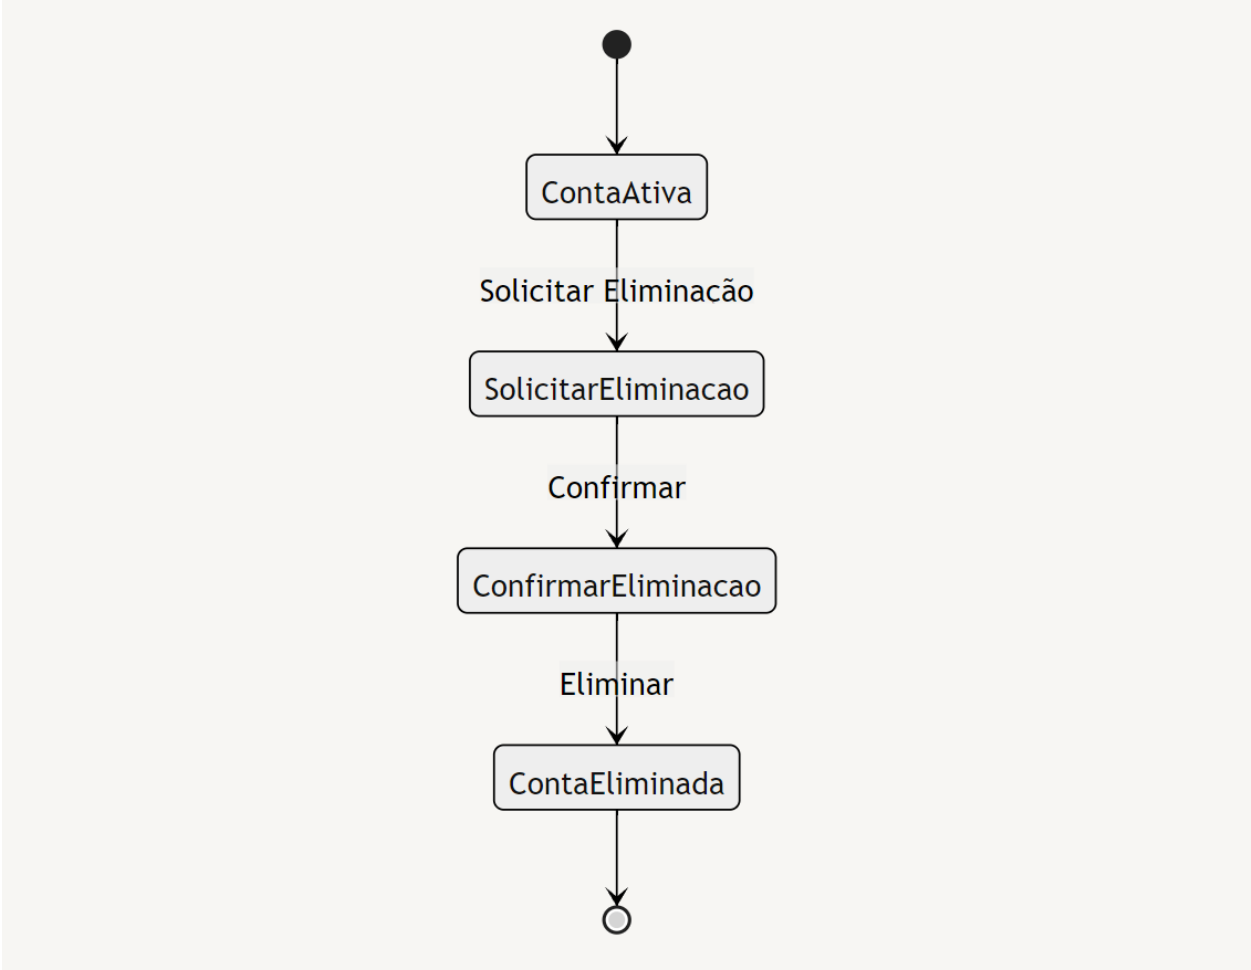 ContaAtiva
Solicitar Eliminacão
SolicitarEliminacao
Confirmar
ConfirmarEliminacao
Eliminar
ContaEliminada